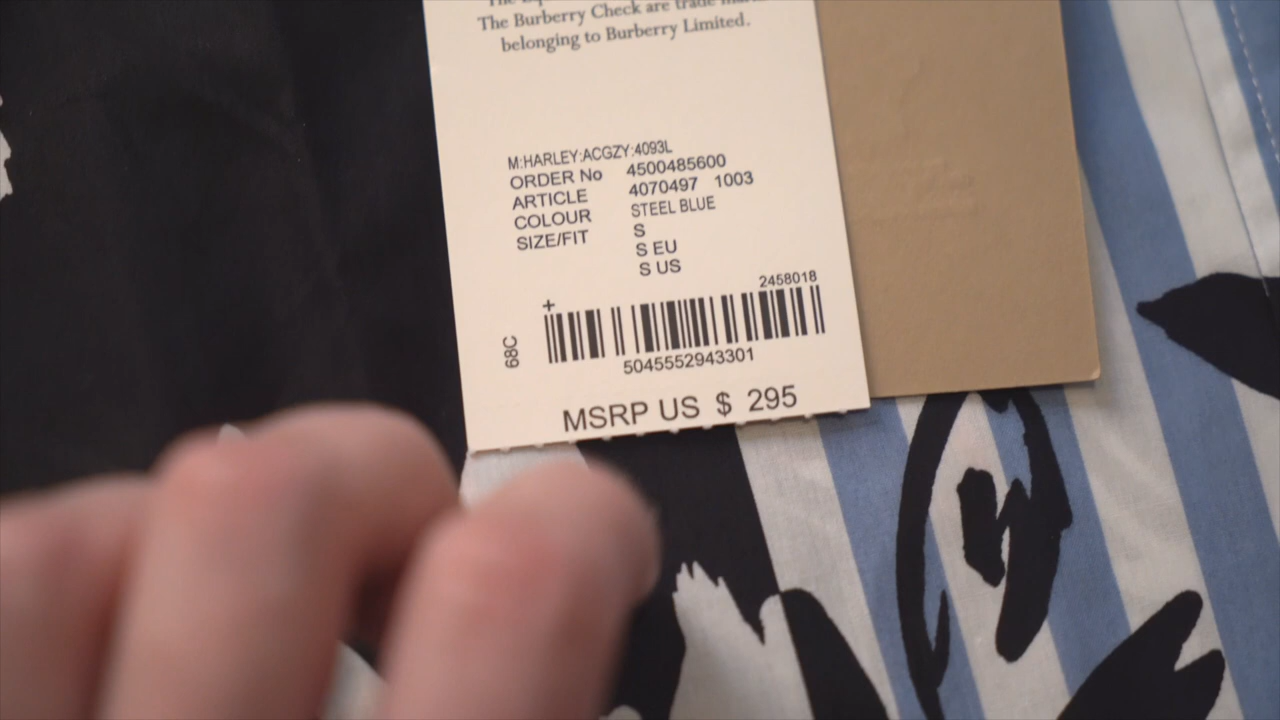 The Burberry Check are trade mar
belonging to Burberry Limited.
M:HARLEY:ACGZY:4093L
ORDER No 4500485600
ARTICLE 4070497 1003
COLOUR STEEL BLUE
SIZE/FIT S
S EU
S US
2458018
68C
5045552943301
MSRP US $ 295